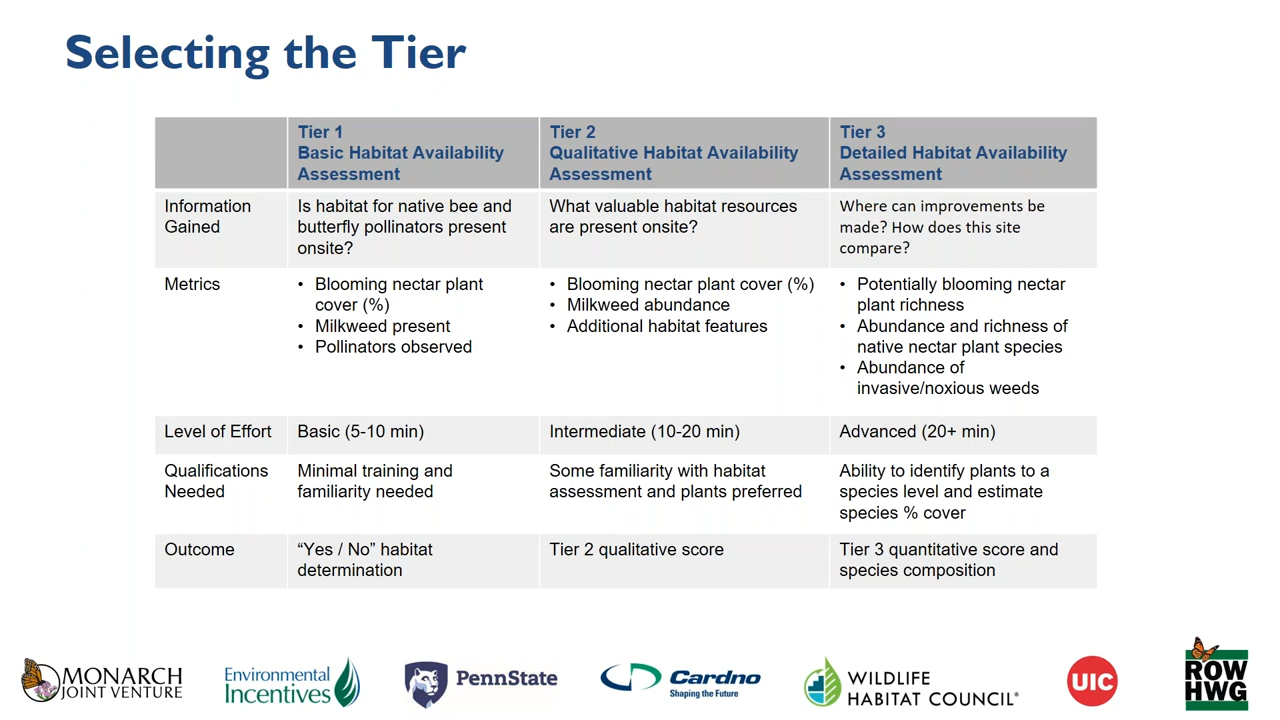 Selecting the Tier
Tier 1
Basic Habitat Availability
Assessment
Tier 2
Qualitative Habitat Availability
Assessment
Tier 3
Detailed Habitat Availability
Assessment
Information
Gained
Is habitat for native bee and
butterfly pollinators present
onsite?
What valuable habitat resources
are present onsite?
Where can improvements be
made? How does this site
compare?
Metrics
• Blooming nectar plant
cover (%)
• Milkweed present
• Pollinators observed
• Blooming nectar plant cover (%)
• Milkweed abundance
• Additional habitat features
• Potentially blooming nectar
plant richness
• Abundance and richness of
native nectar plant species
• Abundance of
invasive/noxious weeds
Level of Effort
Basic (5-10 min)
Intermediate (10-20 min)
Advanced (20+ min)
Qualifications
Needed
Minimal training and
familiarity needed
Some familiarity with habitat
assessment and plants preferred
Ability to identify plants to a
species level and estimate
species % cover
Outcome
“Yes / No” habitat
determination
Tier 2 qualitative score
Tier 3 quantitative score and
species composition
MONARCH
JOINT VENTURE
Environmental
Incentives
PennState
Cardno
Shaping the Future
WILDLIFE
HABITAT COUNCIL®
UIC
ROW
HWG